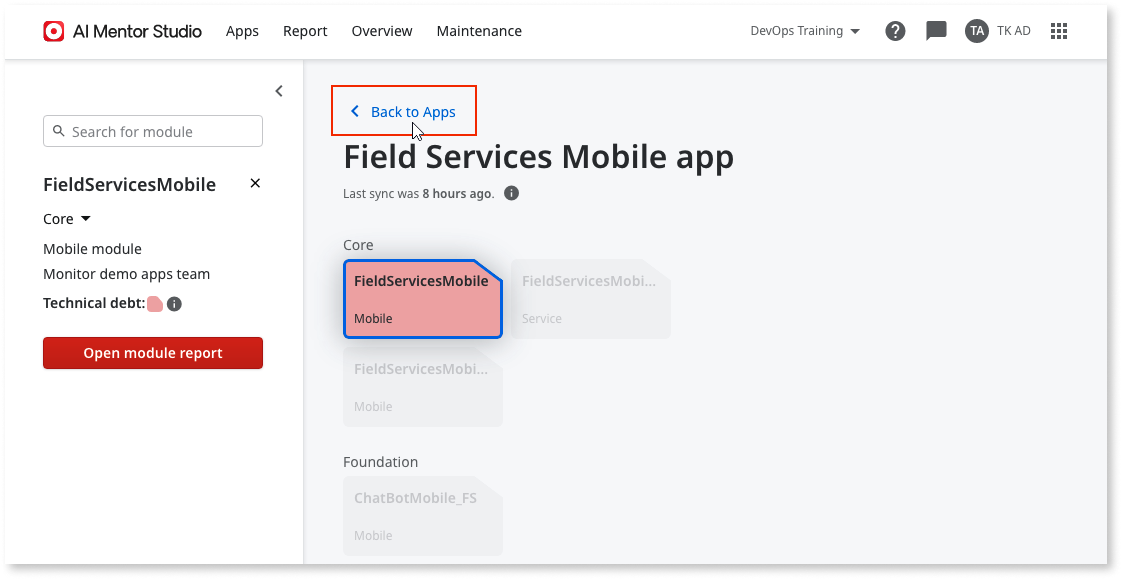 AI Mentor Studio Apps Report Overview Maintenance DevOps Training ? TA TK AD
Search for module
FieldServicesMobile
Core
Mobile module
Monitor demo apps team
Technical debt:
Open module report
Back to Apps
Field Services Mobile app
Last sync was 8 hours ago.
Core
FieldServicesMobile
Mobile
FieldServicesMobi...
Service
FieldServicesMobi...
Mobile
Foundation
ChatBotMobile_FS
Mobile